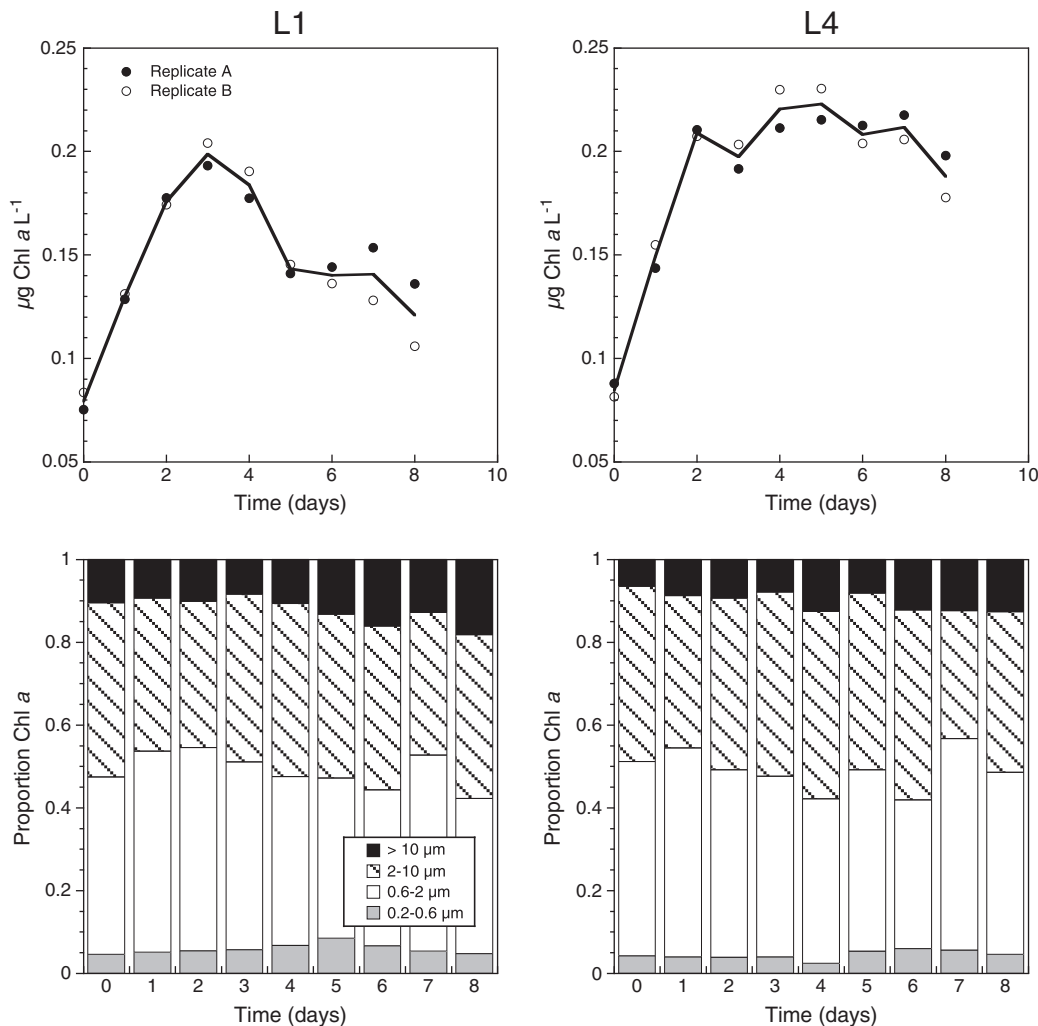 L1
L4
0.25
0.2
0.15
0.1
0.05
µg Chl a L-1
Replicate A
Replicate B
0 2 4 6 8 10
Time (days)
0.25
0.2
0.15
0.1
0.05
µg Chl a L-1
0 2 4 6 8 10
Time (days)
1
0.8
0.6
0.4
0.2
0
Proportion Chl a
> 10 µm
2-10 µm
0.6-2 µm
0.2-0.6 µm
0 1 2 3 4 5 6 7 8
Time (days)
1
0.8
0.6
0.4
0.2
0
Proportion Chl a
0 1 2 3 4 5 6 7 8
Time (days)